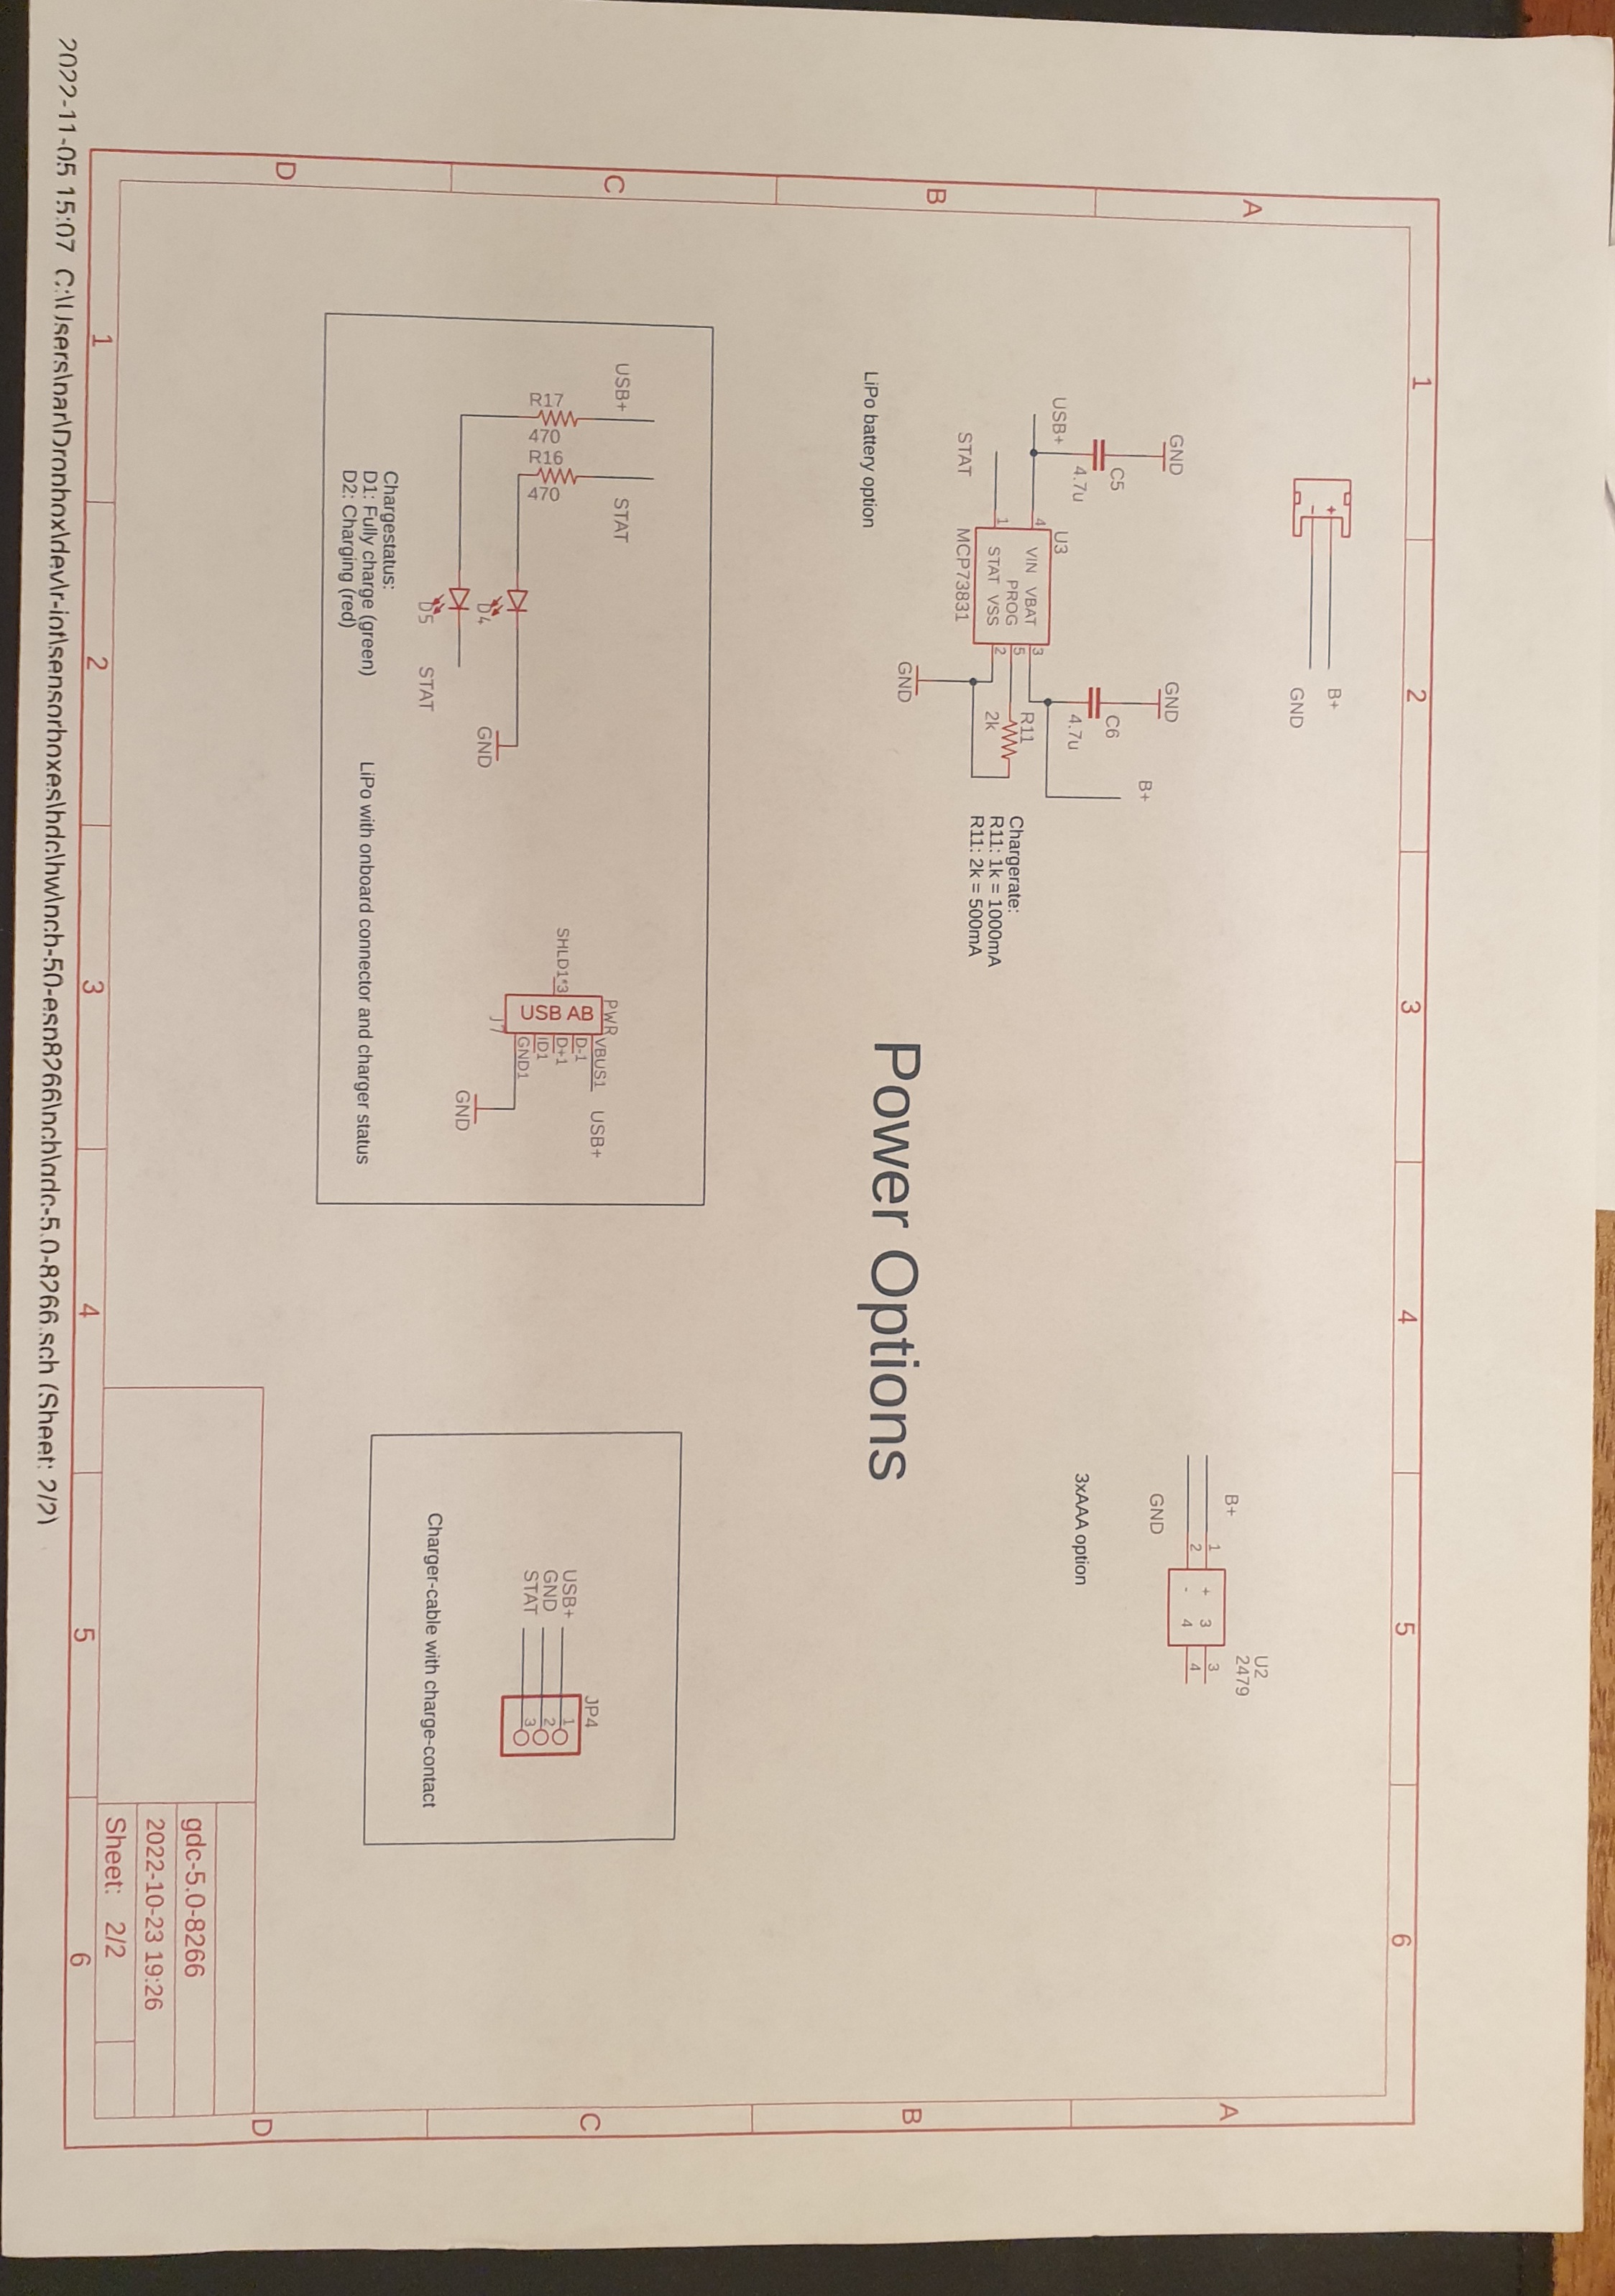 1 2 3 4 5 6
A
A
B+
GND
U2
2479
B+
1
2
+ 3
- 4
3
4
GND
3xAAA option
GND
C5
4.7u
USB+
GND
C6
4.7u
B+
U3
4
1
VIN VBAT
PROG
STAT VSS
3
5
2
MCP73831
STAT
R11
2k
GND
Chargerate:
R11: 1k = 1000mA
R11: 2k = 500mA
B
B
LiPo battery option
Power Options
C
C
USB+
STAT
R17
470
R16
470
D4
GND
D5
STAT
Chargestatus:
D1: Fully charge (green)
D2: Charging (red)
PWR
USB AB
SHLD1*3
VBUS1
USB+
D-1
D+1
ID1
GND1
J7
GND
LiPo with onboard connector and charger status
JP4
USB+ 1
GND 2
STAT 3
Charger-cable with charge-contact
D
D
gdc-5.0-8266
2022-10-23 19:26
Sheet: 2/2
1 2 3 4 5 6
2022-11-05 15:07 C:\Users\par\Dropbox\dev\r-iot\sensorboxes\bdc\hw\pcb-50-esp8266\pcb\gdc-5.0-8266.sch (Sheet: 2/2)